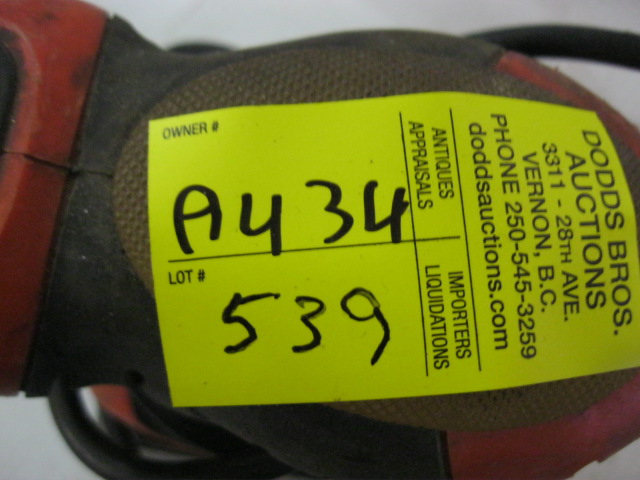 OWNER #
A434
LOT #
539
ANTIQUES
APPRAISALS
IMPORTERS
LIQUIDATIONS
DODDS BROS.
AUCTIONS
3311 - 28TH AVE.
VERNON, B.C.
PHONE 250-545-3259
doddsauctions.com